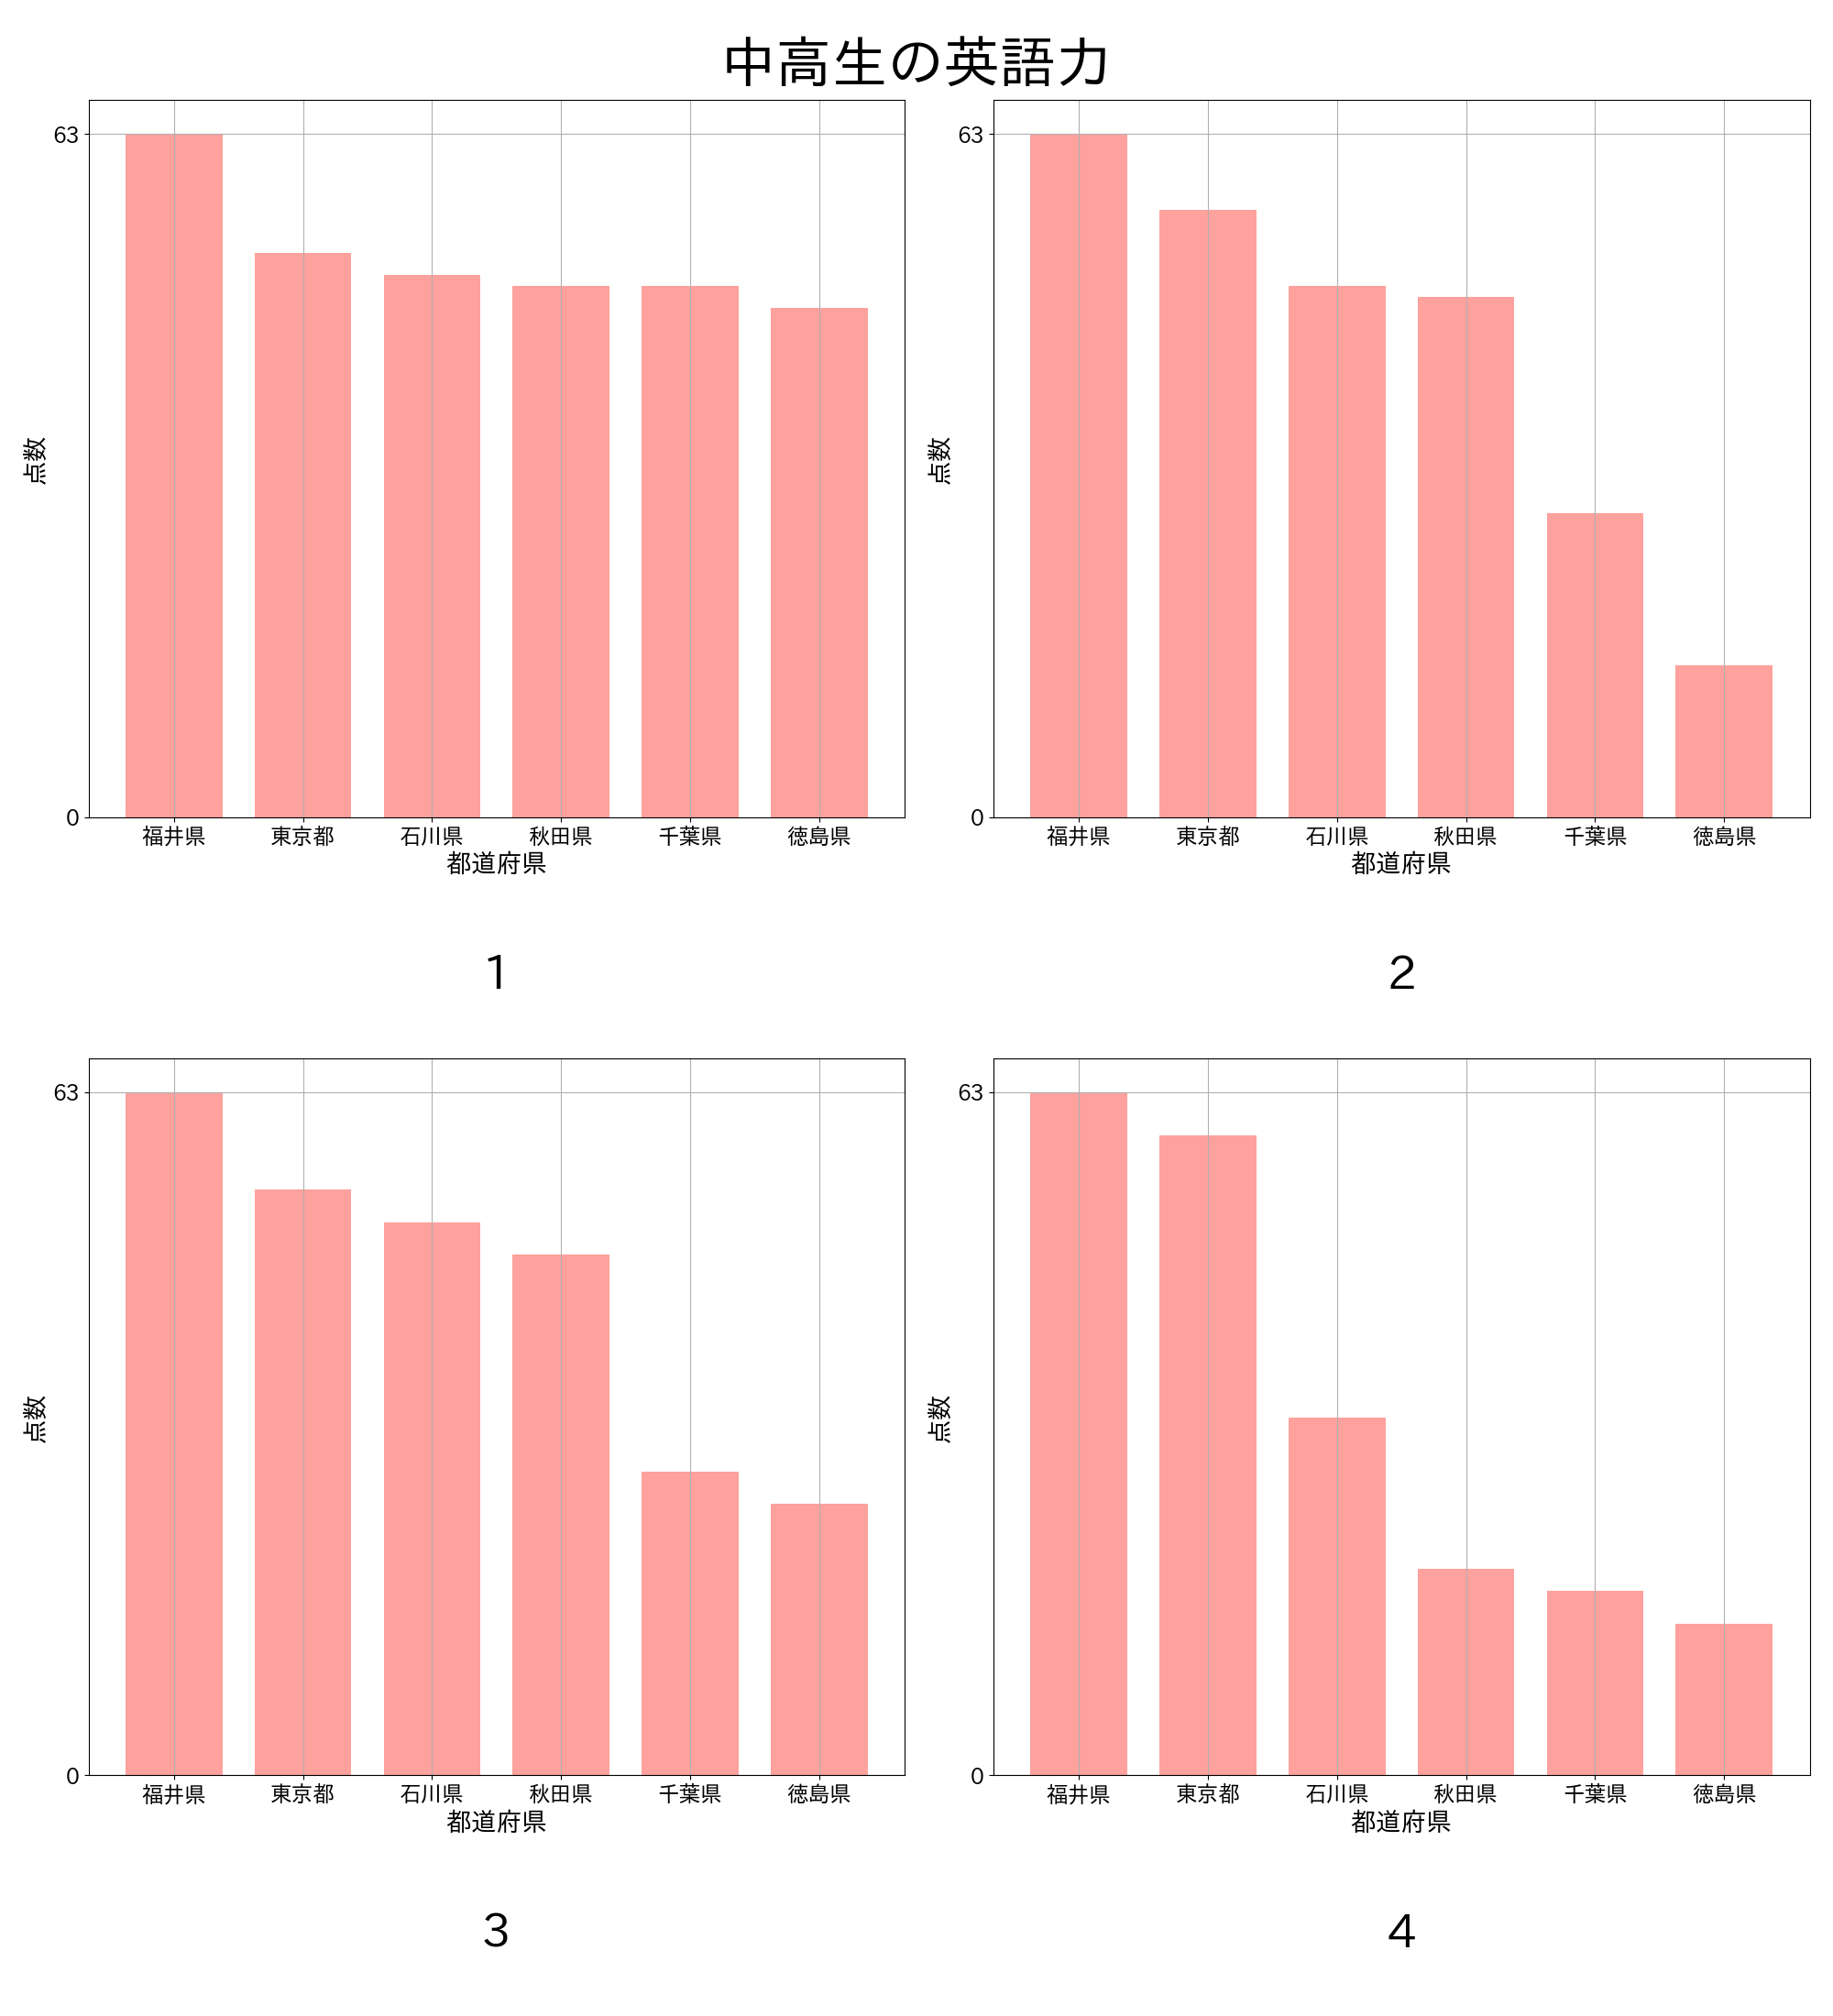 中高生の英語力
63
0
点数
福井県 東京都 石川県 秋田県 千葉県 徳島県
都道府県
1
63
0
点数
福井県 東京都 石川県 秋田県 千葉県 徳島県
都道府県
2
63
0
点数
福井県 東京都 石川県 秋田県 千葉県 徳島県
都道府県
3
63
0
点数
福井県 東京都 石川県 秋田県 千葉県 徳島県
都道府県
4